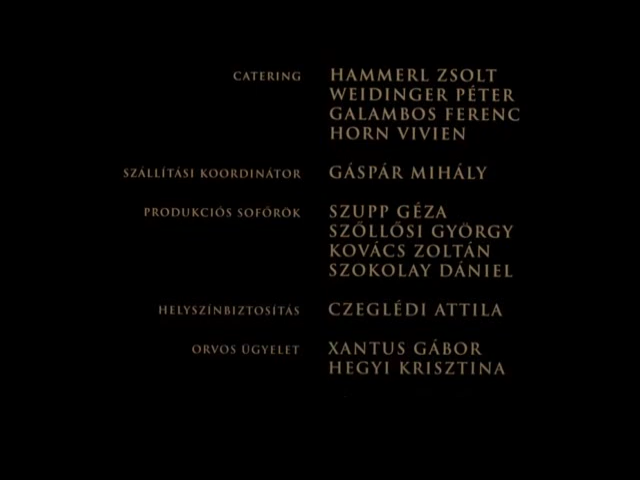 CATERING HAMMERL ZSOLT
WEIDINGER PÉTER
GALAMBOS FERENC
HORN VIVIEN
SZÁLLÍTÁSI KOORDINÁTOR GÁSPÁR MIHÁLY
PRODUKCIÓS SOFŐRÖK SZUPP GÉZA
SZŐLLŐSI GYÖRGY
KOVÁCS ZOLTÁN
SZOKOLAY DÁNIEL
HELYSZÍNBIZTOSÍTÁS CZEGLÉDI ATTILA
ORVOS ÜGYELET XANTUS GÁBOR
HEGYI KRISZTINA